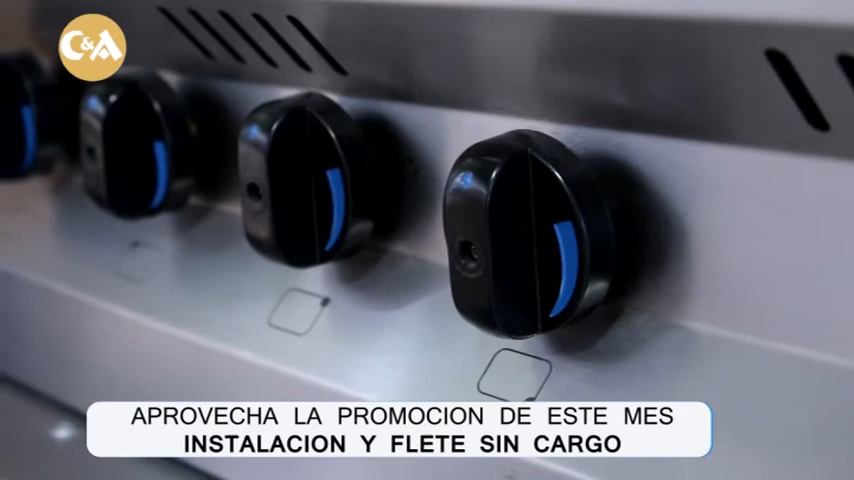 C&A
APROVECHA LA PROMOCION DE ESTE MES
INSTALACION Y FLETE SIN CARGO